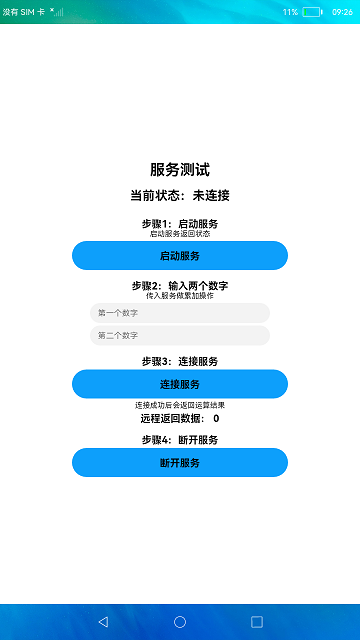 没有 SIM 卡 11% 09:26
服务测试
当前状态：未连接
步骤1：启动服务
启动服务返回状态
启动服务
步骤2：输入两个数字
传入服务做累加操作
第一个数字
第二个数字
步骤3：连接服务
连接服务
连接成功后会返回运算结果
远程返回数据： 0
步骤4：断开服务
断开服务